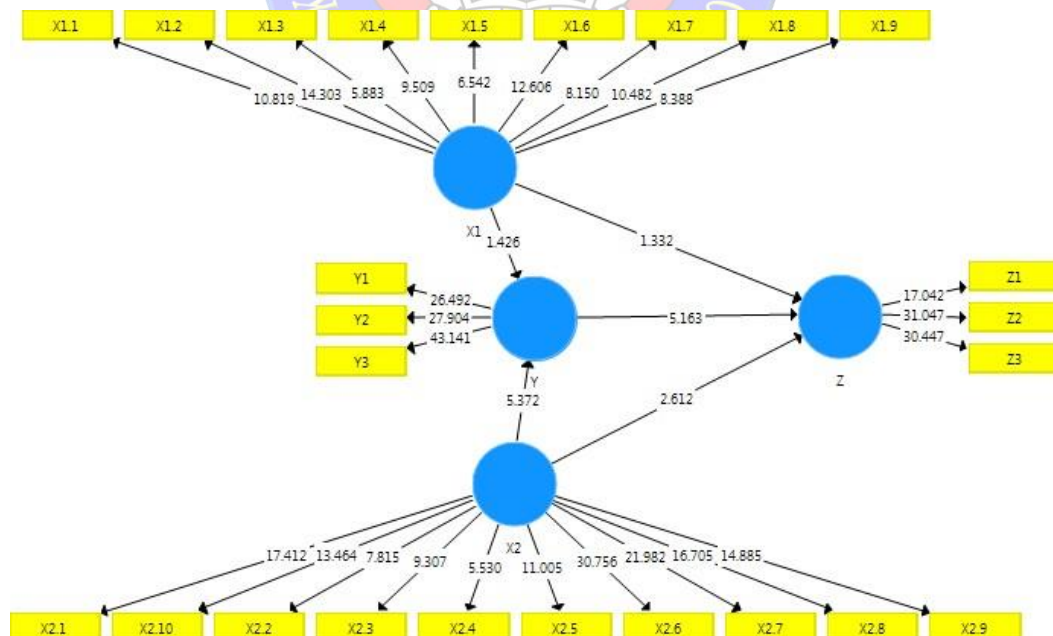 X1.1 X1.2 X1.3 X1.4 X1.5 X1.6 X1.7 X1.8 X1.9
10.819 14.303 5.883 9.509 6.542 12.606 8.150 10.482 8.388
X1
1.426 1.332
Y1 26.492
Y2 27.904
Y3 43.141
Y
5.163
17.042 Z1
31.047 Z2
30.447 Z3
Z
5.372 2.612
X2
17.412 13.464 7.815 9.307 5.530 11.005 30.756 21.982 16.705 14.885
X2.1 X2.10 X2.2 X2.3 X2.4 X2.5 X2.6 X2.7 X2.8 X2.9